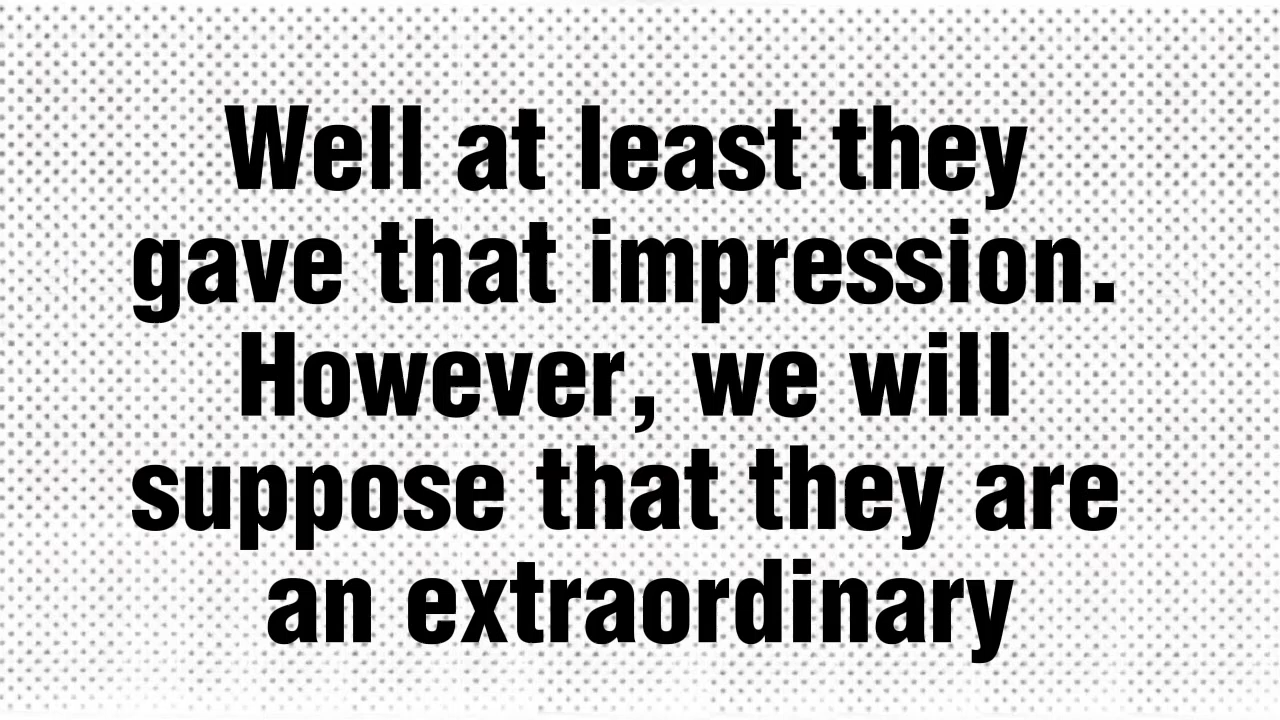 Well at least they
gave that impression.
However, we will
suppose that they are
an extraordinary